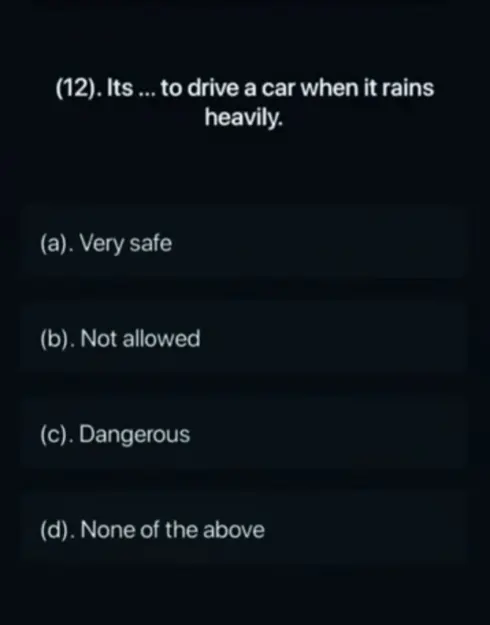 (12). Its ... to drive a car when it rains
heavily.
(a). Very safe
(b). Not allowed
(c). Dangerous
(d). None of the above